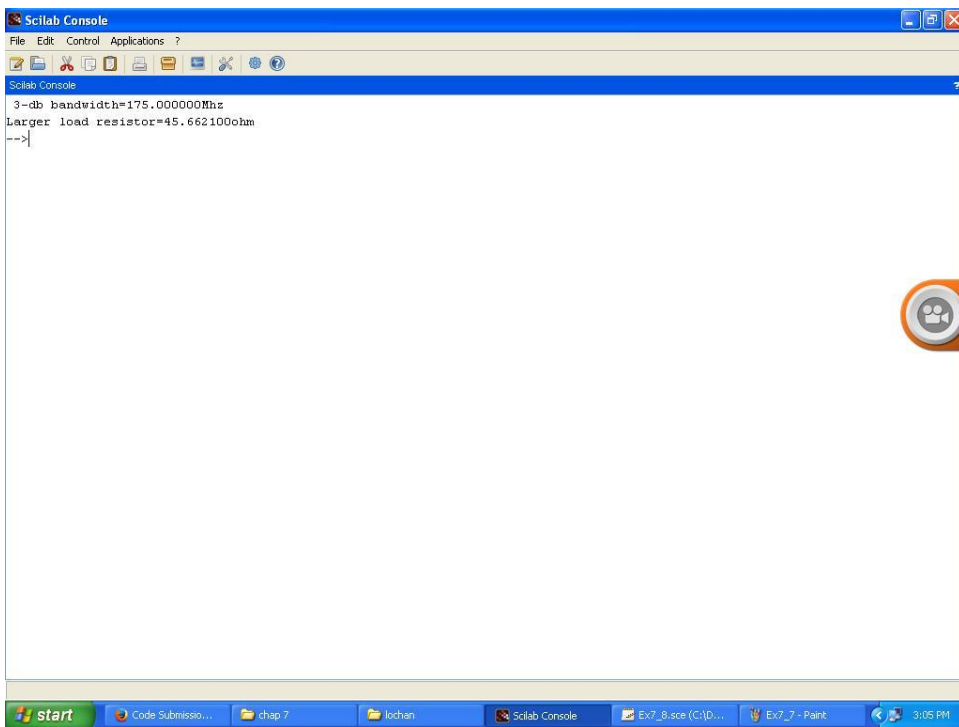 Scilab Console
File Edit Control Applications ?
Scilab Console ?
3-db bandwidth=175.000000Mhz
Larger load resistor=45.662100ohm
-->
start Code Submissio... chap 7 lochan Scilab Console Ex7_8.sce (C:\D... Ex7_7 - Paint 3:05 PM